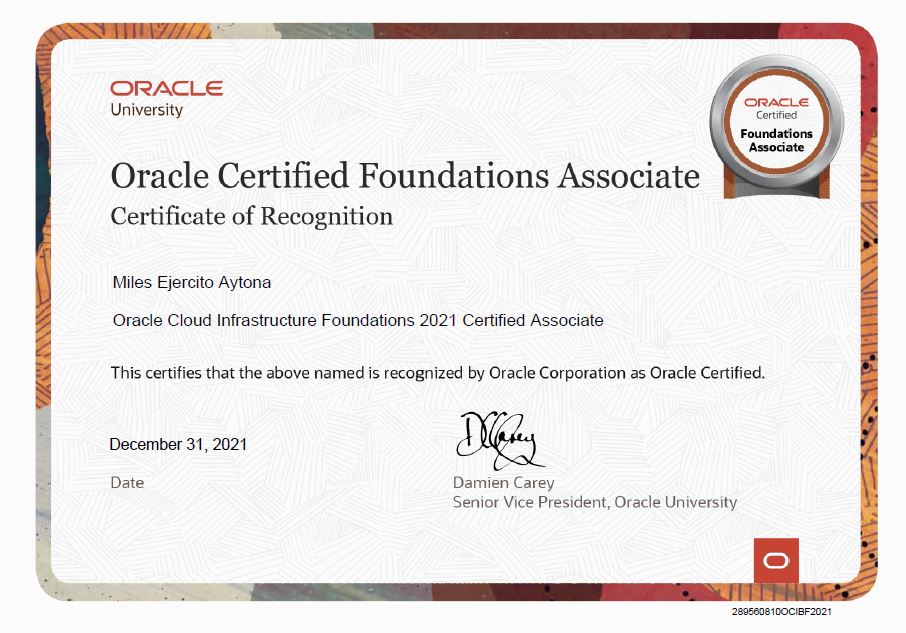 ORACLE
University
ORACLE
Certified
Foundations
Associate
Oracle Certified Foundations Associate
Certificate of Recognition
Miles Ejercito Aytona
Oracle Cloud Infrastructure Foundations 2021 Certified Associate
This certifies that the above named is recognized by Oracle Corporation as Oracle Certified.
December 31, 2021
Date
DCarey
Damien Carey
Senior Vice President, Oracle University
289560810OCIBF2021